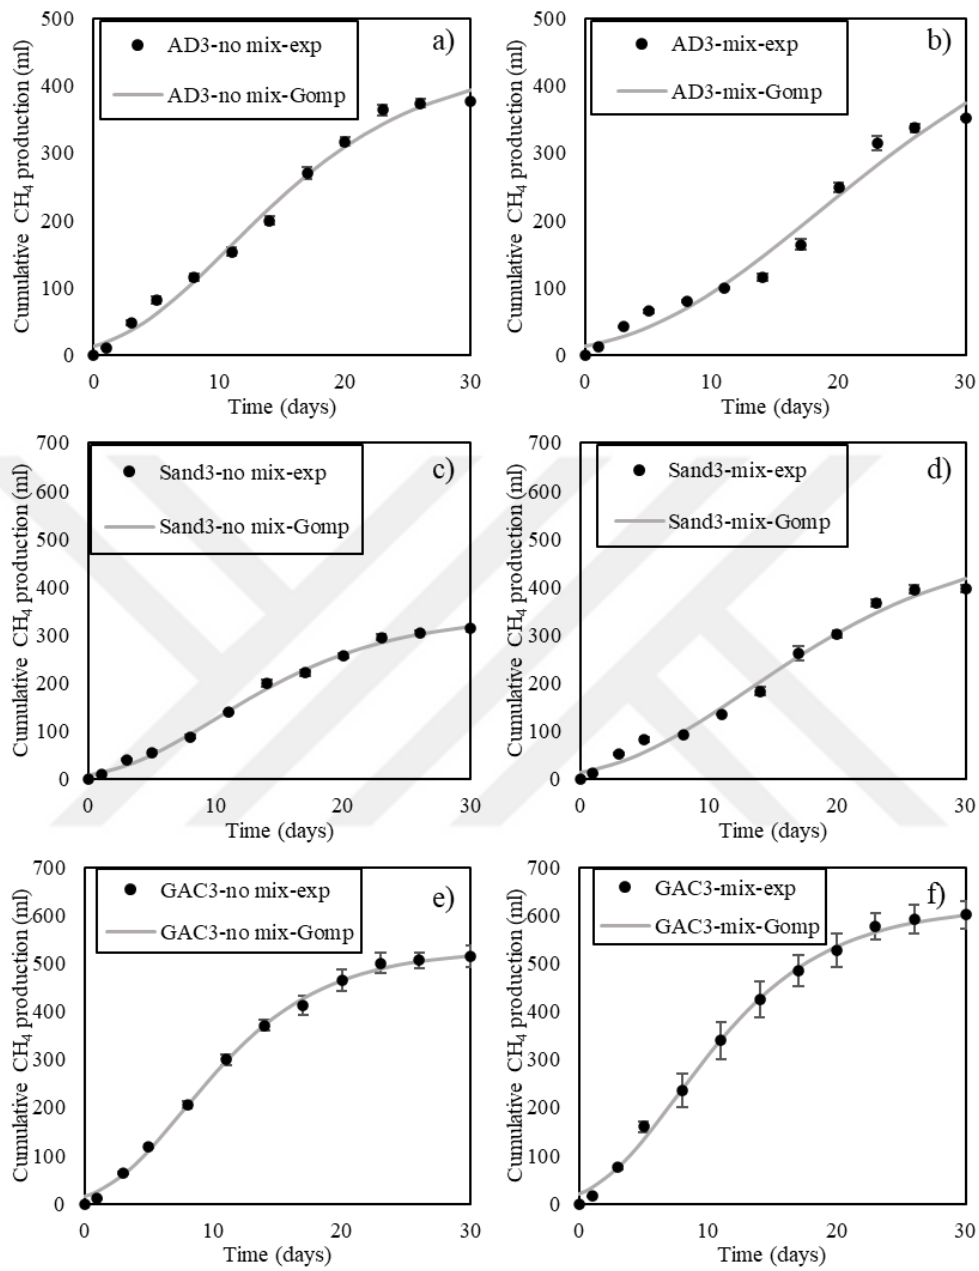 a)
AD3-no mix-exp
AD3-no mix-Gomp
Cumulative CH₄ production (ml)
500
400
300
200
100
0
0 10 20 30
Time (days)
b)
AD3-mix-exp
AD3-mix-Gomp
Cumulative CH₄ production (ml)
500
400
300
200
100
0
0 10 20 30
Time (days)
c)
Sand3-no mix-exp
Sand3-no mix-Gomp
Cumulative CH₄ production (ml)
700
600
500
400
300
200
100
0
0 10 20 30
Time (days)
d)
Sand3-mix-exp
Sand3-mix-Gomp
Cumulative CH₄ production (ml)
700
600
500
400
300
200
100
0
0 10 20 30
Time (days)
e)
GAC3-no mix-exp
GAC3-no mix-Gomp
Cumulative CH₄ production (ml)
700
600
500
400
300
200
100
0
0 10 20 30
Time (days)
f)
GAC3-mix-exp
GAC3-mix-Gomp
Cumulative CH₄ production (ml)
700
600
500
400
300
200
100
0
0 10 20 30
Time (days)